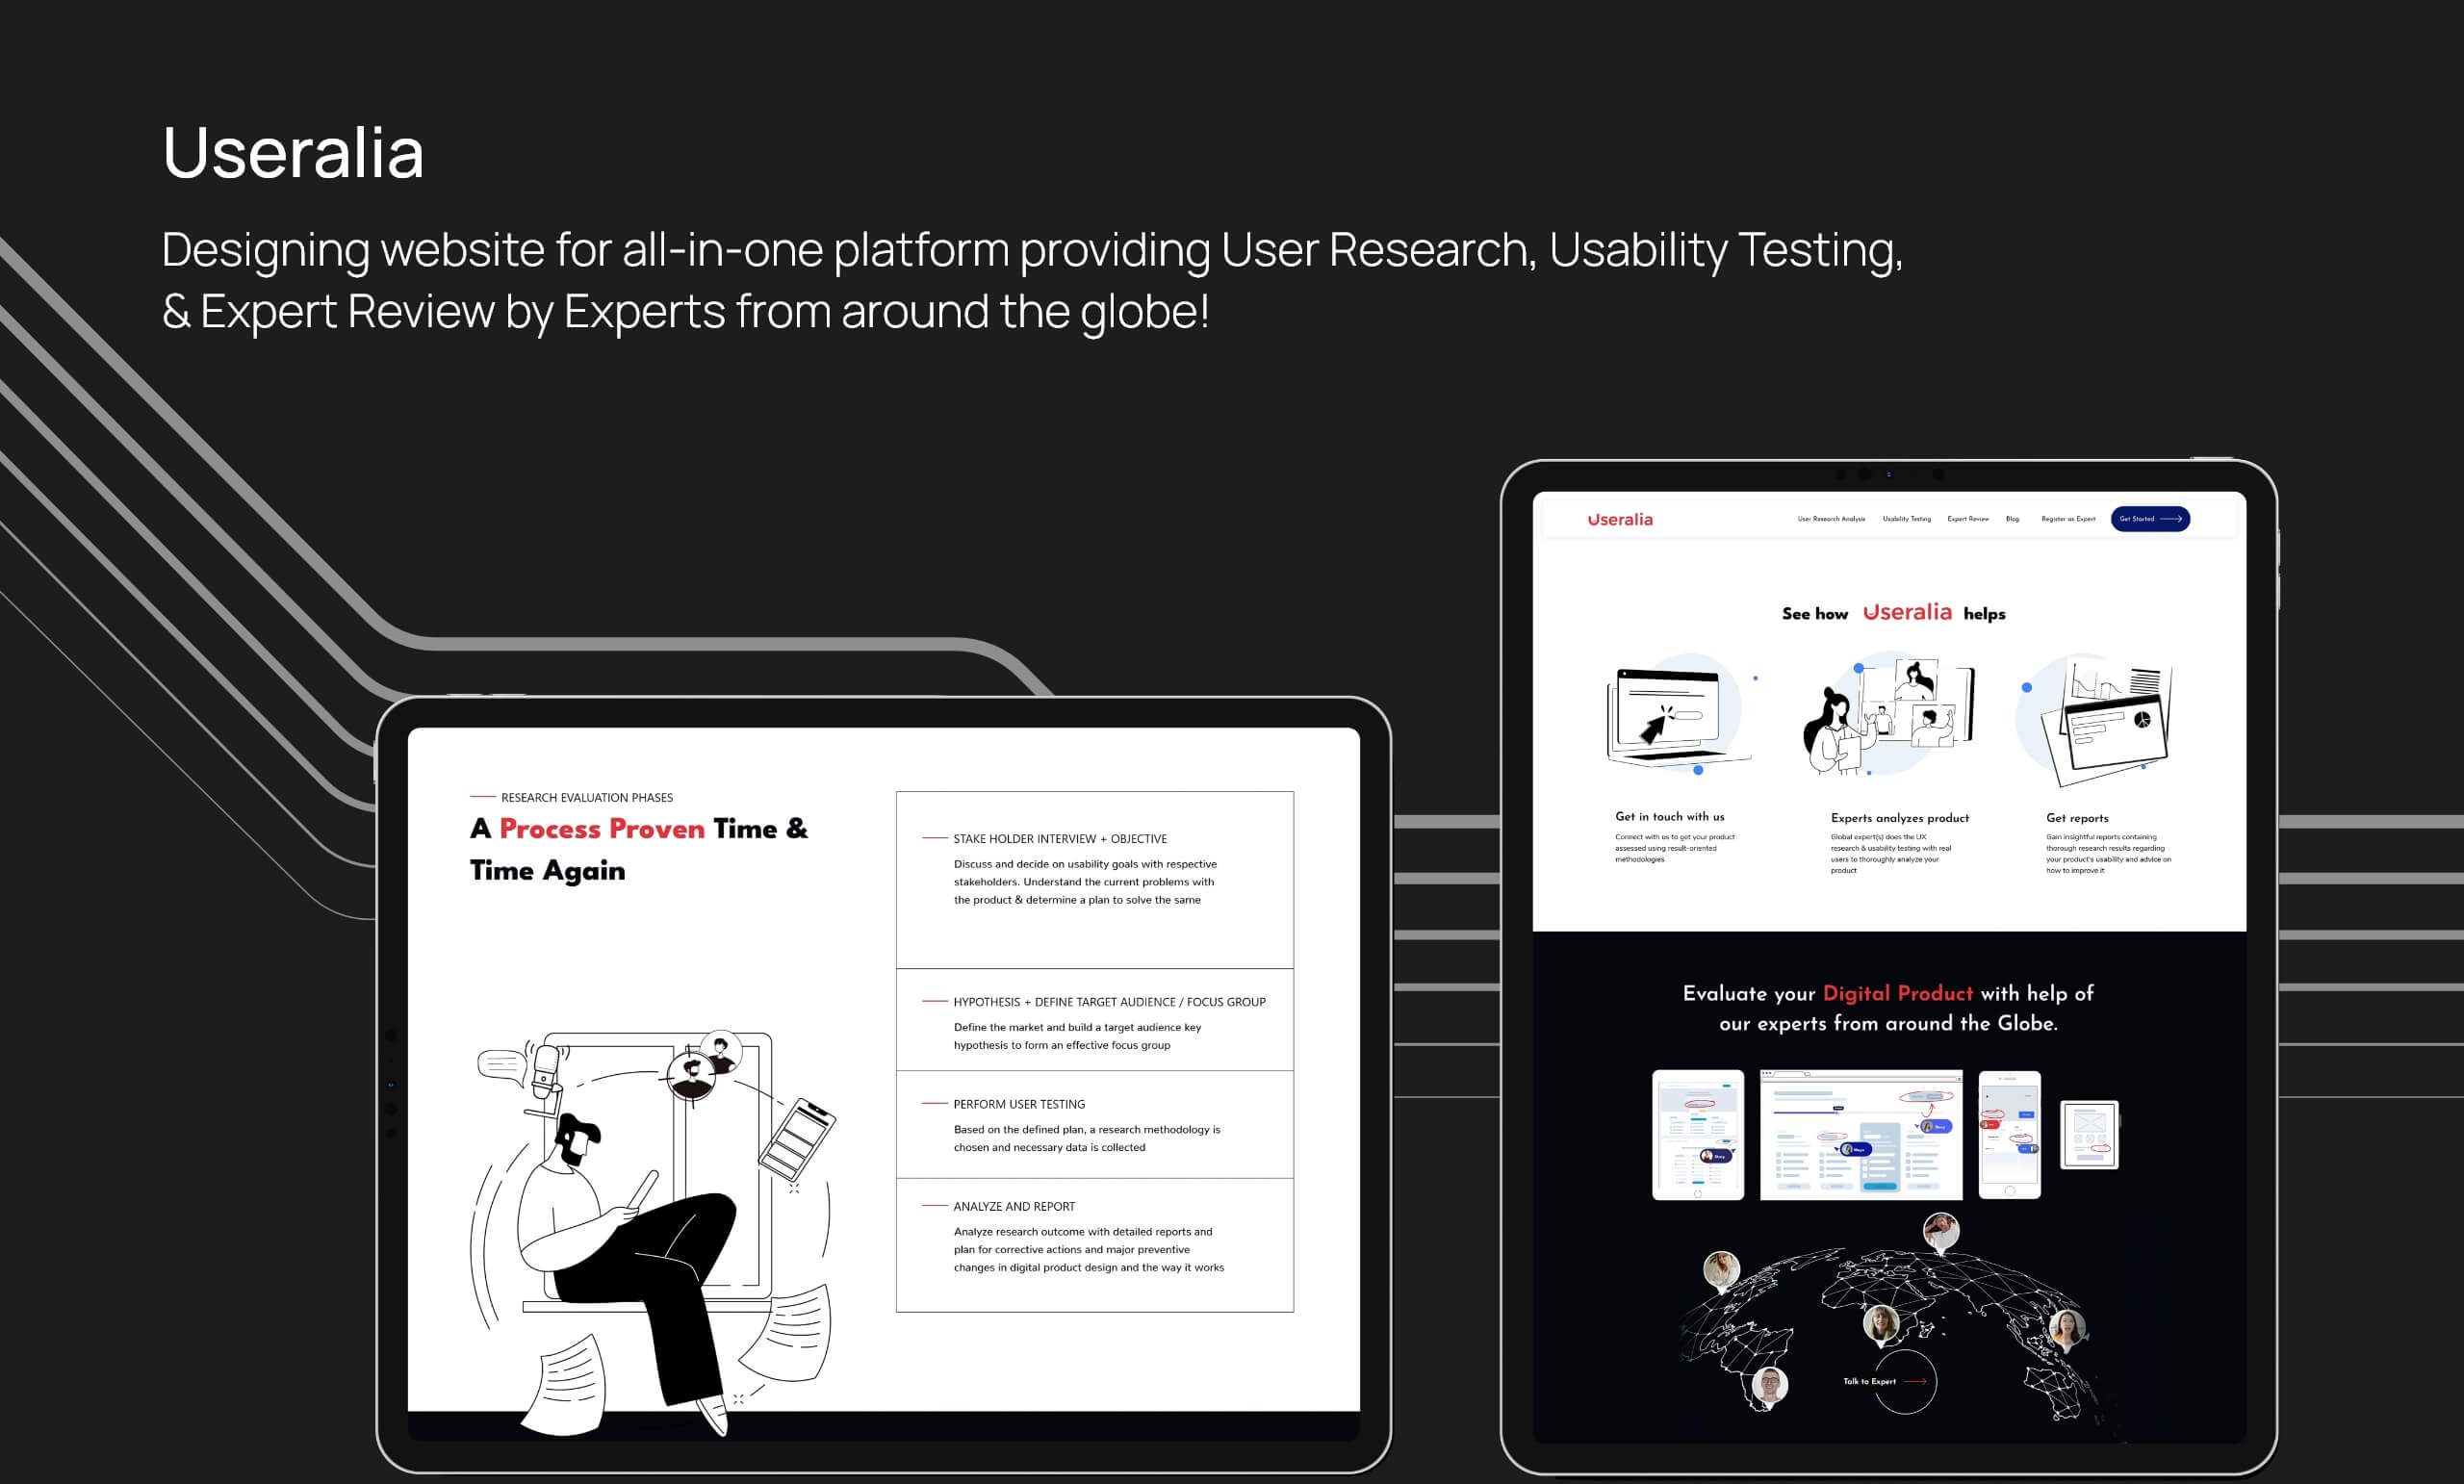 Useralia
Designing website for all-in-one platform providing User Research, Usability Testing,
& Expert Review by Experts from around the globe!
RESEARCH EVALUATION PHASES
A Process Proven Time &
Time Again
STAKE HOLDER INTERVIEW + OBJECTIVE
Discuss and decide on usability goals with respective
stakeholders. Understand the current problems with
the product & determine a plan to solve the same
HYPOTHESIS + DEFINE TARGET AUDIENCE / FOCUS GROUP
Define the market and build a target audience key
hypothesis to form an effective focus group
PERFORM USER TESTING
Based on the defined plan, a research methodology is
chosen and necessary data is collected
ANALYZE AND REPORT
Analyze research outcome with detailed reports and
plan for corrective actions and major preventive
changes in digital product design and the way it works
Useralia
User Research Analysis Usability Testing Expert Review Blog Register as Expert Get Started
See how Useralia helps
Get in touch with us
Connect with us to get your product
assessed using result-oriented
methodologies
Experts analyzes product
Global expert(s) does the UX
research & usability testing with real
users to thoroughly analyze your
product
Get reports
Gain insightful reports containing
thorough research results regarding
your product's usability and advice on
how to improve it
Evaluate your Digital Product with help of
our experts from around the Globe.
Talk to Expert